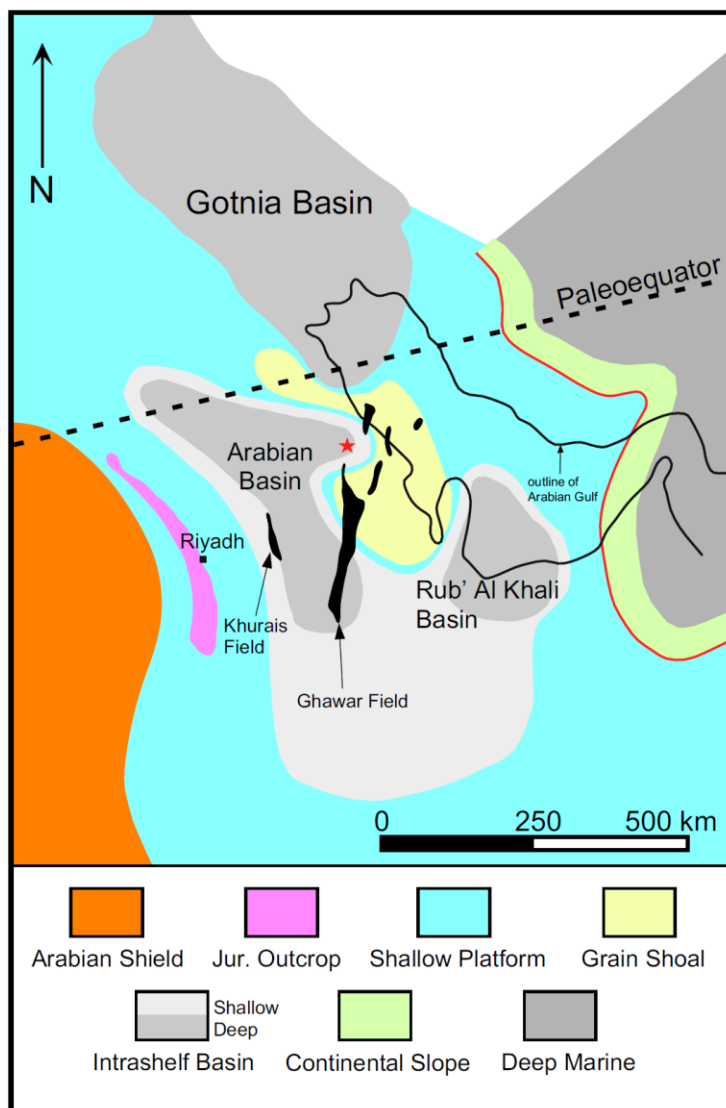 N
Gotnia Basin
Paleoequator
Arabian
Basin
outline of
Arabian Gulf
Riyadh
Rub' Al Khali
Basin
Khurais
Field
Ghawar Field
0 250 500 km
Arabian Shield Jur. Outcrop Shallow Platform Grain Shoal
Shallow
Deep
Intrashelf Basin Continental Slope Deep Marine